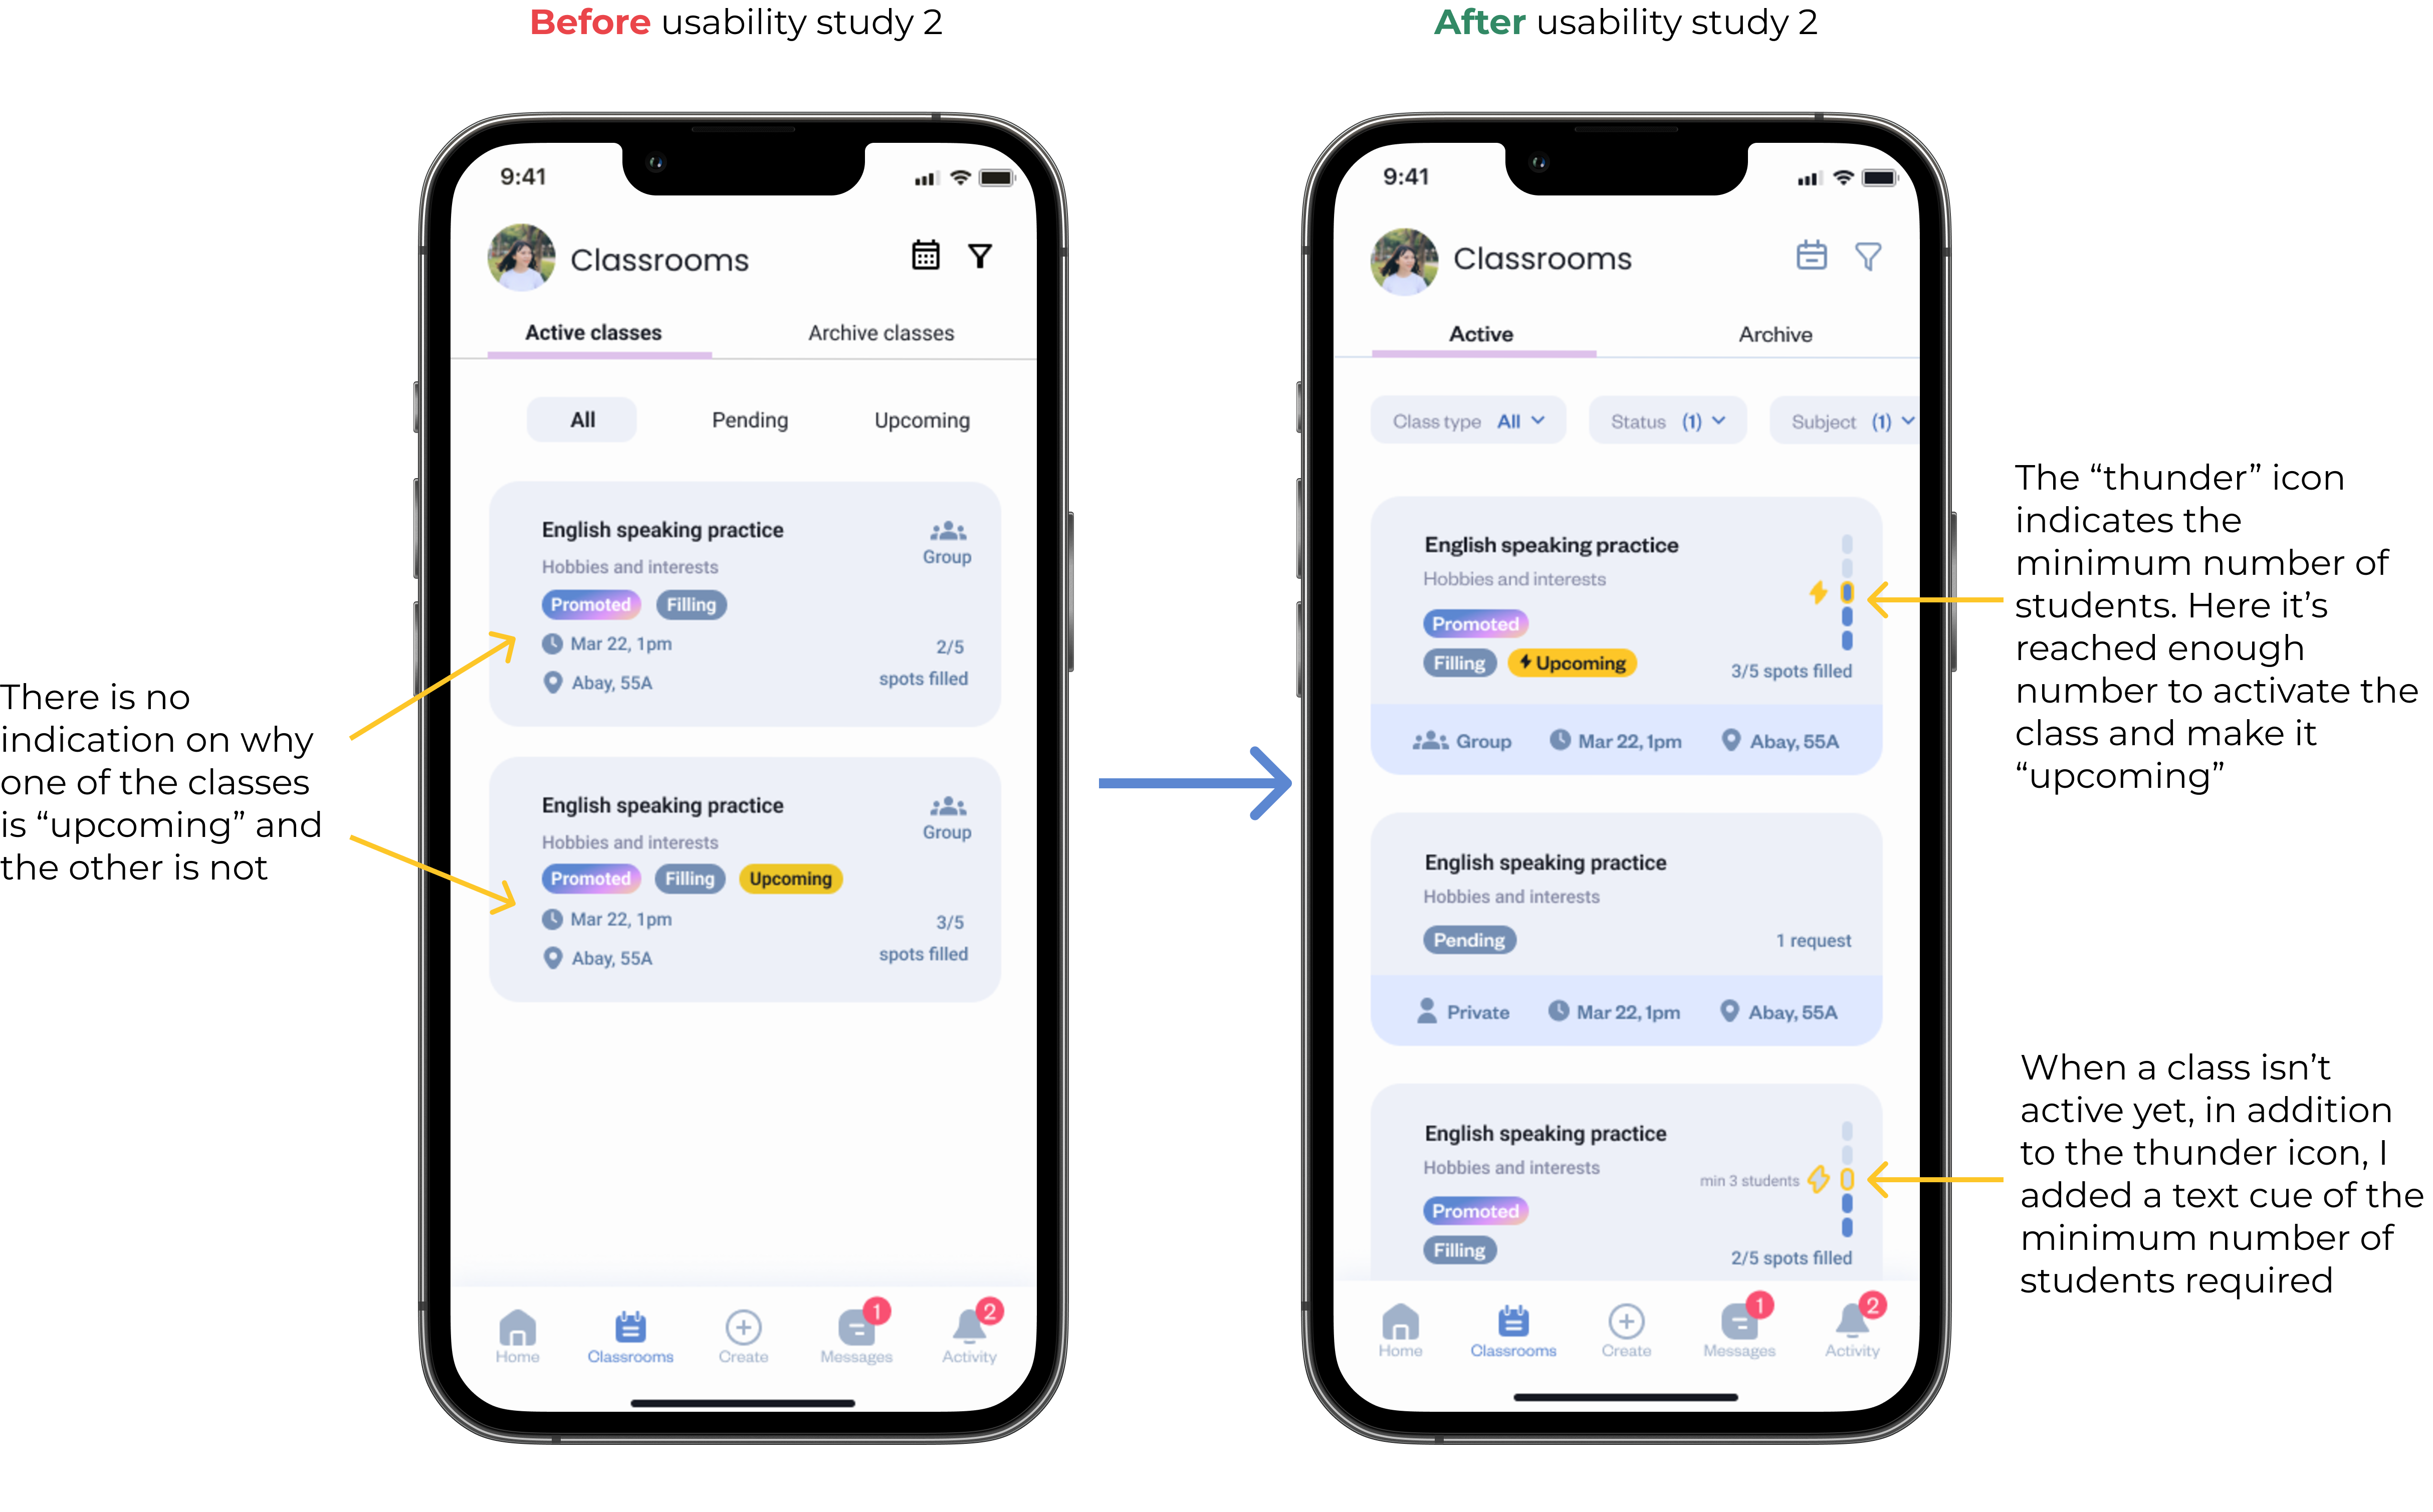 Before usability study 2
After usability study 2
There is no
indication on why
one of the classes
is “upcoming” and
the other is not
9:41
Classrooms
Active classes
Archive classes
All
Pending
Upcoming
English speaking practice
Hobbies and interests
Group
Promoted
Filling
Mar 22, 1pm
Abay, 55A
2/5
spots filled
English speaking practice
Hobbies and interests
Group
Promoted
Filling
Upcoming
Mar 22, 1pm
Abay, 55A
3/5
spots filled
Home
Classrooms
Create
1
Messages
2
Activity
9:41
Classrooms
Active
Archive
Class type All
Status (1)
Subject (1)
English speaking practice
Hobbies and interests
Promoted
Filling
Upcoming
3/5 spots filled
Group
Mar 22, 1pm
Abay, 55A
English speaking practice
Hobbies and interests
Pending
1 request
Private
Mar 22, 1pm
Abay, 55A
English speaking practice
Hobbies and interests
min 3 students
Promoted
Filling
2/5 spots filled
Home
Classrooms
Create
1
Messages
2
Activity
The “thunder” icon
indicates the
minimum number of
students. Here it’s
reached enough
number to activate the
class and make it
“upcoming”
When a class isn’t
active yet, in addition
to the thunder icon, I
added a text cue of the
minimum number of
students required